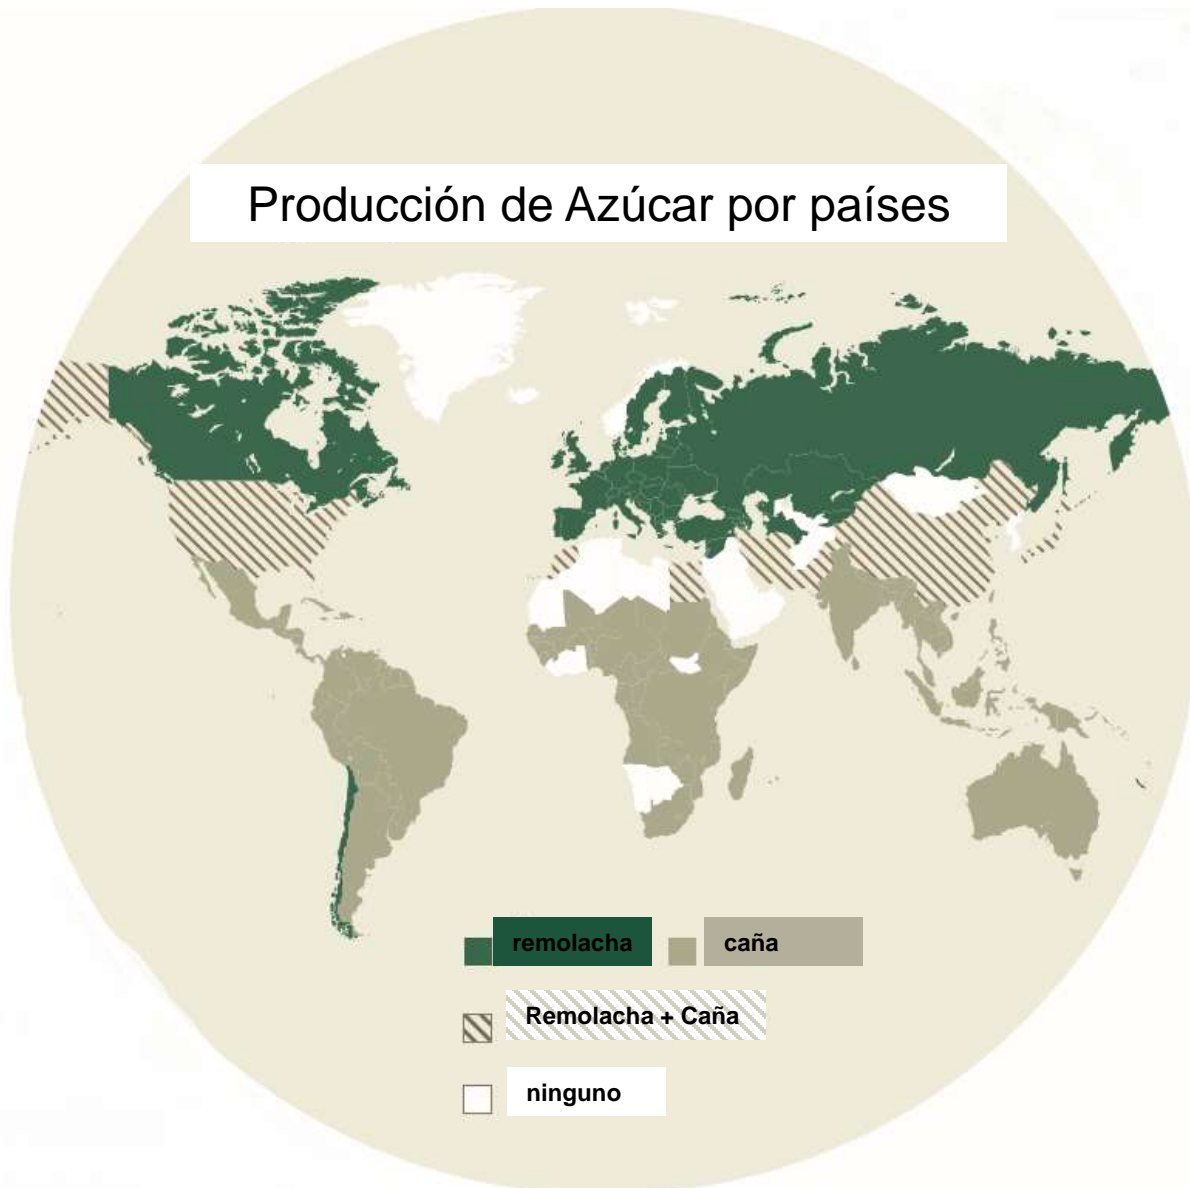 Producción de Azúcar por países
remolacha
caña
Remolacha + Caña
ninguno